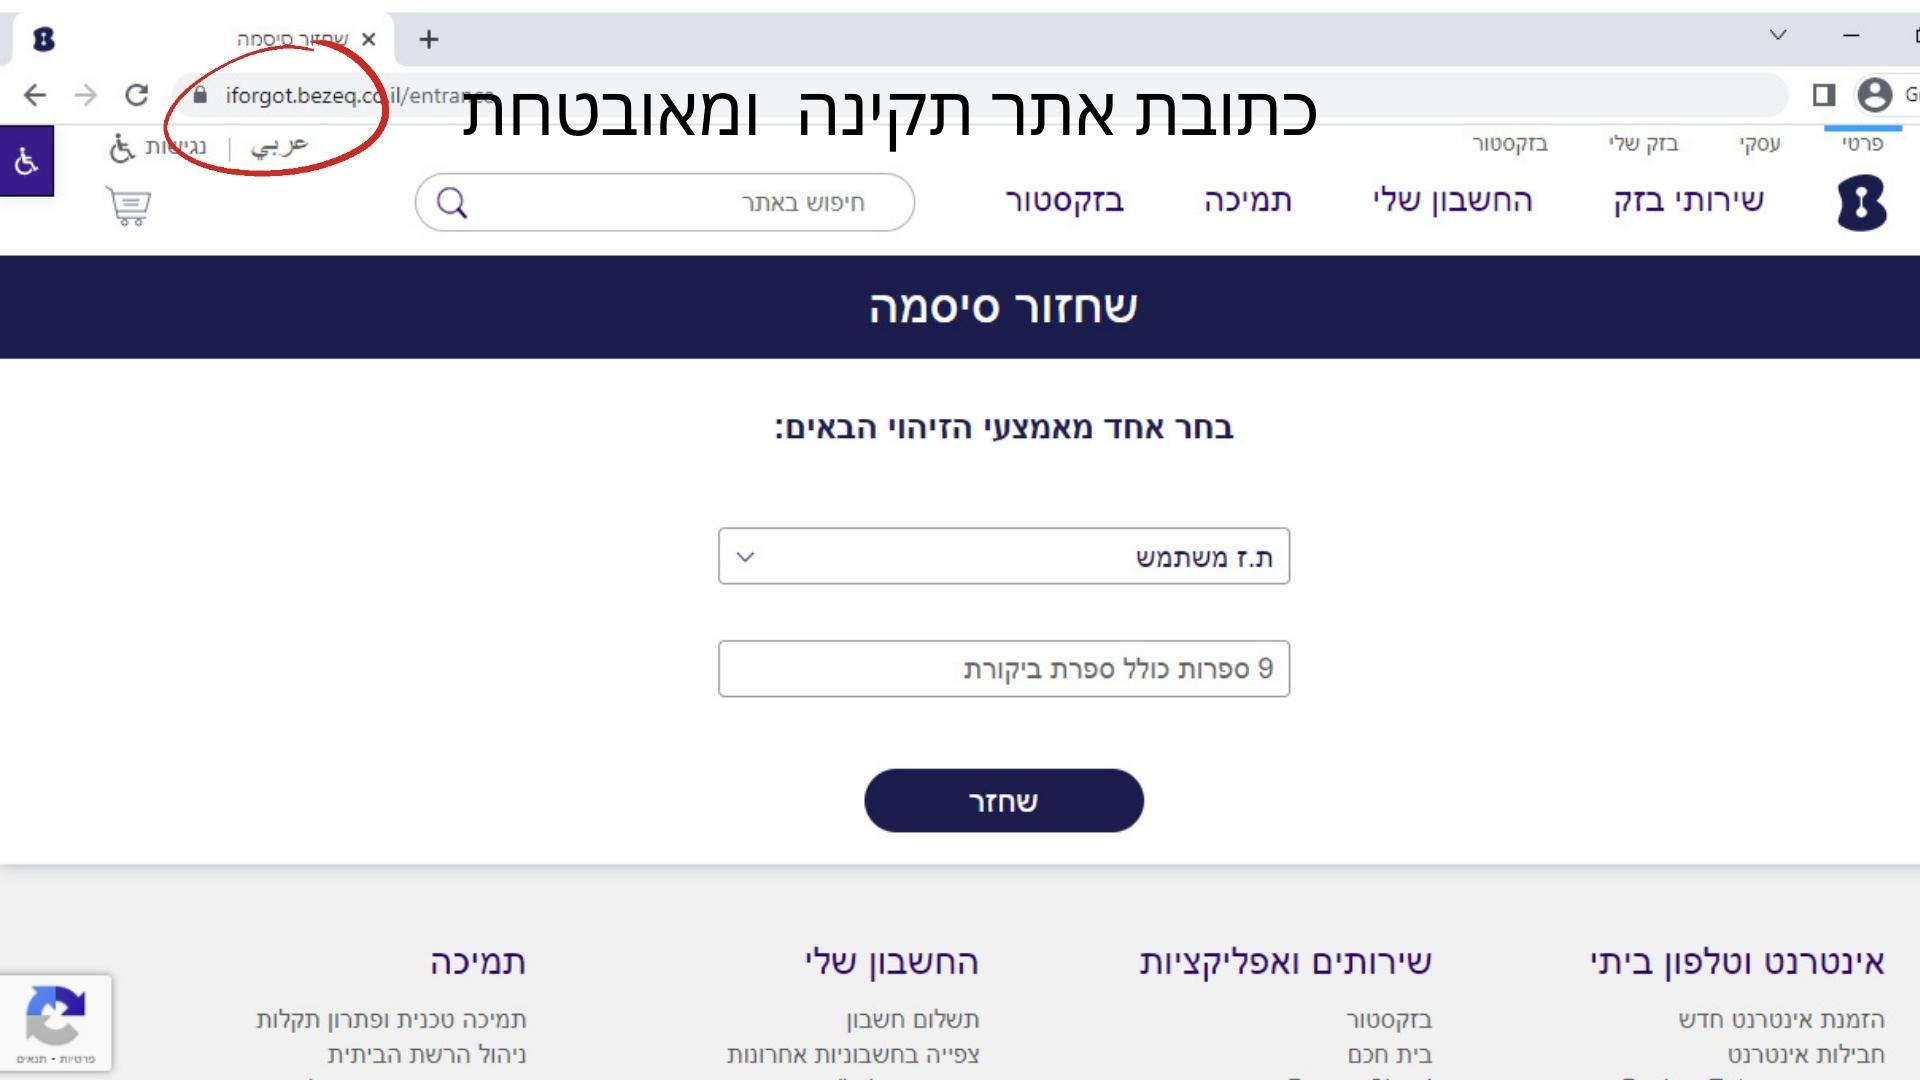 שחזור סיסמה
iforgot.bezeq.co.il/entrance
כתובת אתר תקינה ומאובטחת
פרטי
עסקי
בזק שלי
בזקסטור
عربي | נגישות
שירותי בזק
החשבון שלי
תמיכה
בזקסטור
חיפוש באתר
שחזור סיסמה
בחר אחד מאמצעי הזיהוי הבאים:
ת.ז משתמש
9 ספרות כולל ספרת ביקורת
שחזר
אינטרנט וטלפון ביתי
הזמנת אינטרנט חדש
חבילות אינטרנט
שירותים ואפליקציות
בזקסטור
בית חכם
החשבון שלי
תשלום חשבון
צפייה בחשבוניות אחרונות
תמיכה
תמיכה טכנית ופתרון תקלות
ניהול הרשת הביתית
פרטיות • תנאים